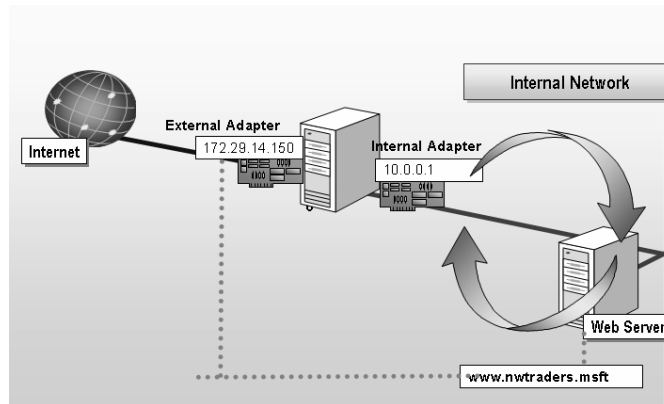 Internal Network
External Adapter
172.29.14.150
Internet
Internal Adapter
10.0.0.1
Web Server
www.nwtraders.msft